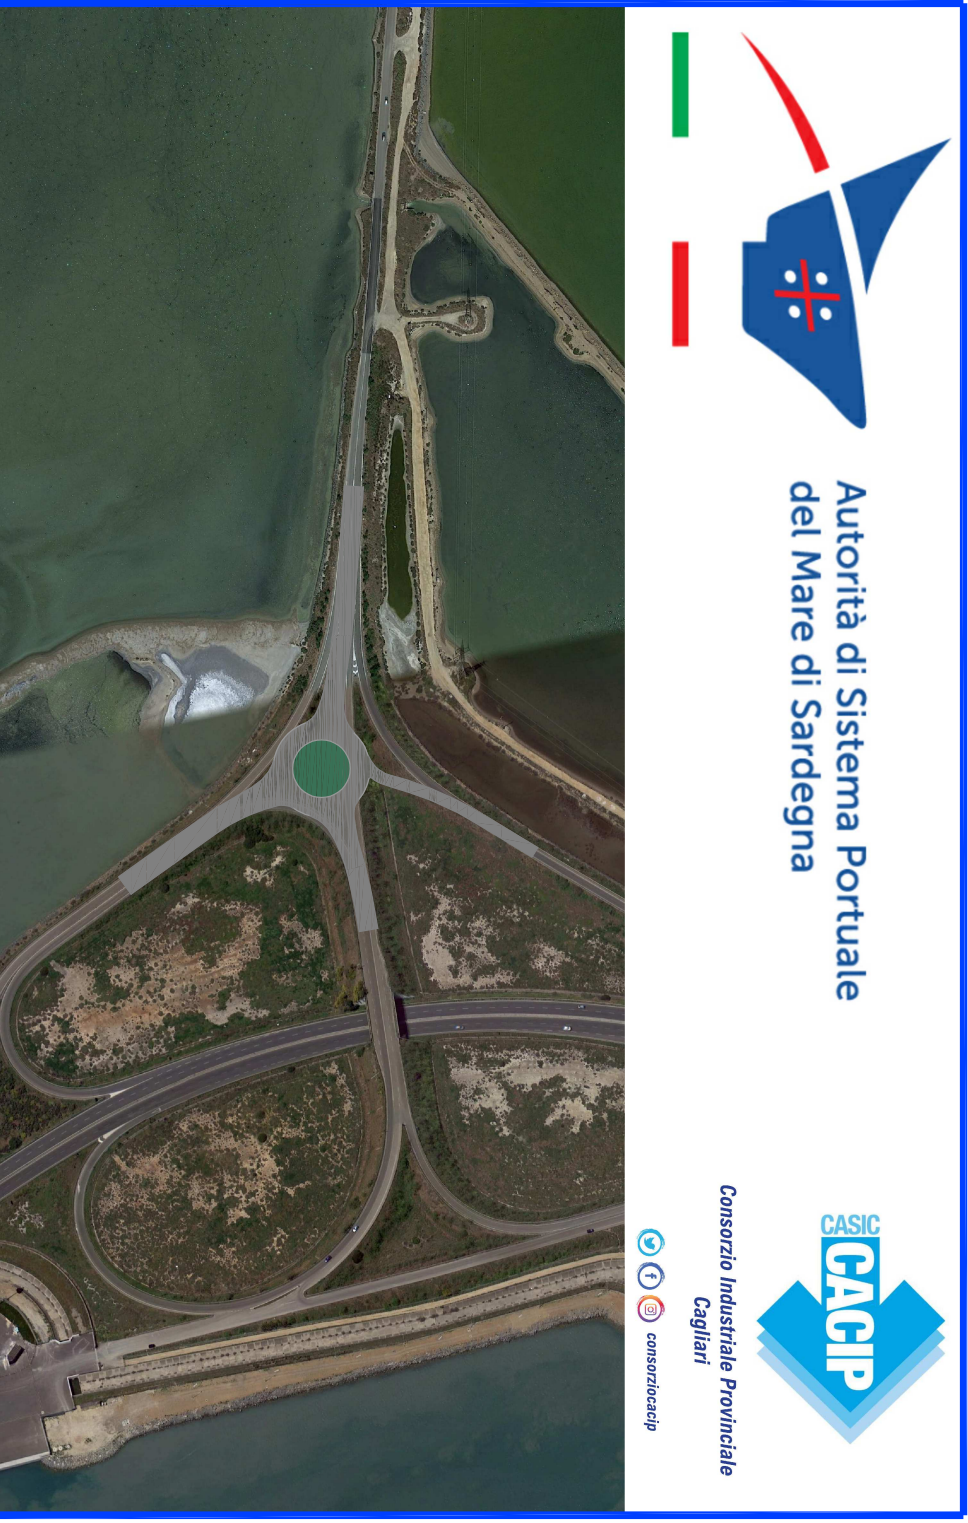 Autorità di Sistema Portuale
del Mare di Sardegna
CASIC
CACIP
Consorzio Industriale Provinciale
Cagliari
consorziocacip